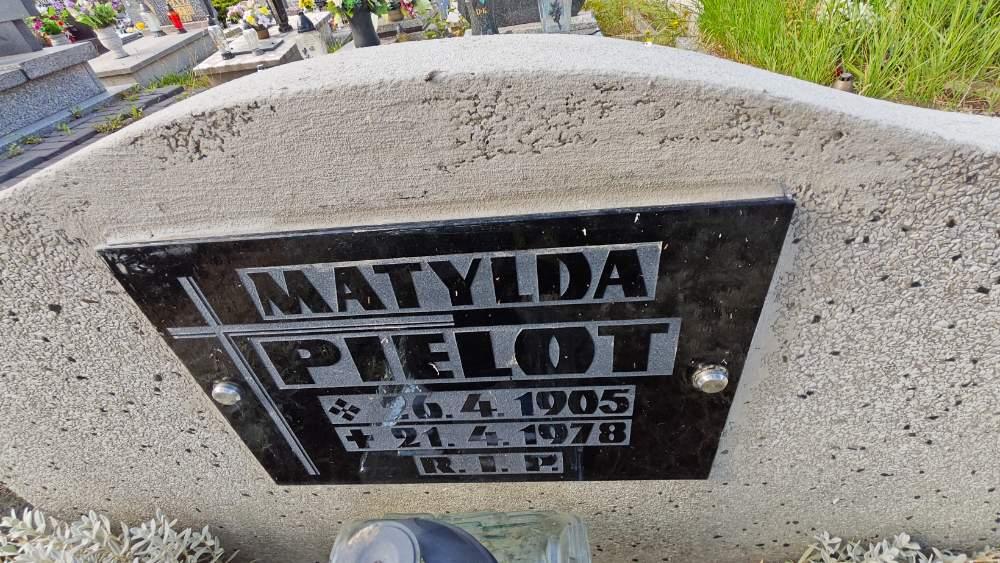 MATYLDA
PIELOT
26. 4. 1905
✝ 21. 4. 1978
R. I. P.